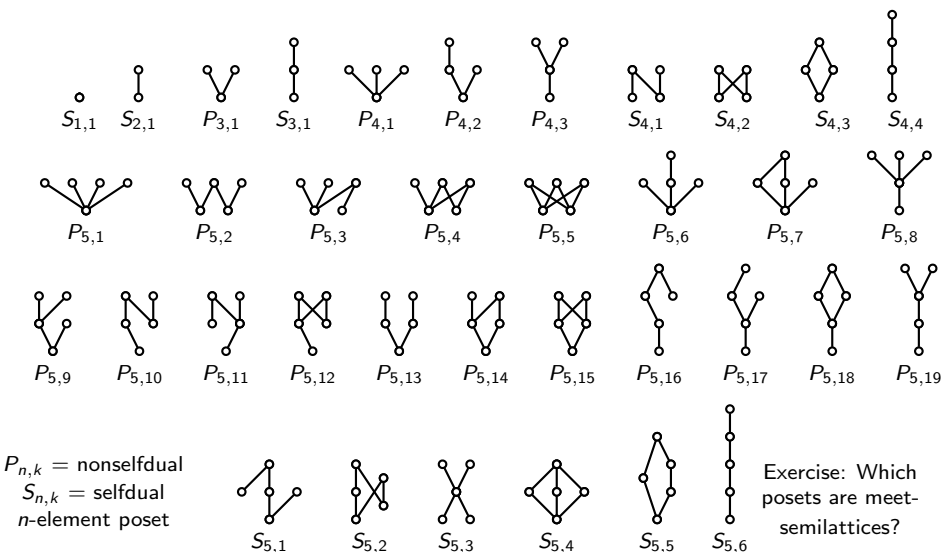 S1,1 S2,1 P3,1 S3,1 P4,1 P4,2 P4,3 S4,1 S4,2 S4,3 S4,4
P5,1 P5,2 P5,3 P5,4 P5,5 P5,6 P5,7 P5,8
P5,9 P5,10 P5,11 P5,12 P5,13 P5,14 P5,15 P5,16 P5,17 P5,18 P5,19
Pn,k = nonselfdual
Sn,k = selfdual
n-element poset
S5,1 S5,2 S5,3 S5,4 S5,5 S5,6
Exercise: Which
posets are meet-
semilattices?